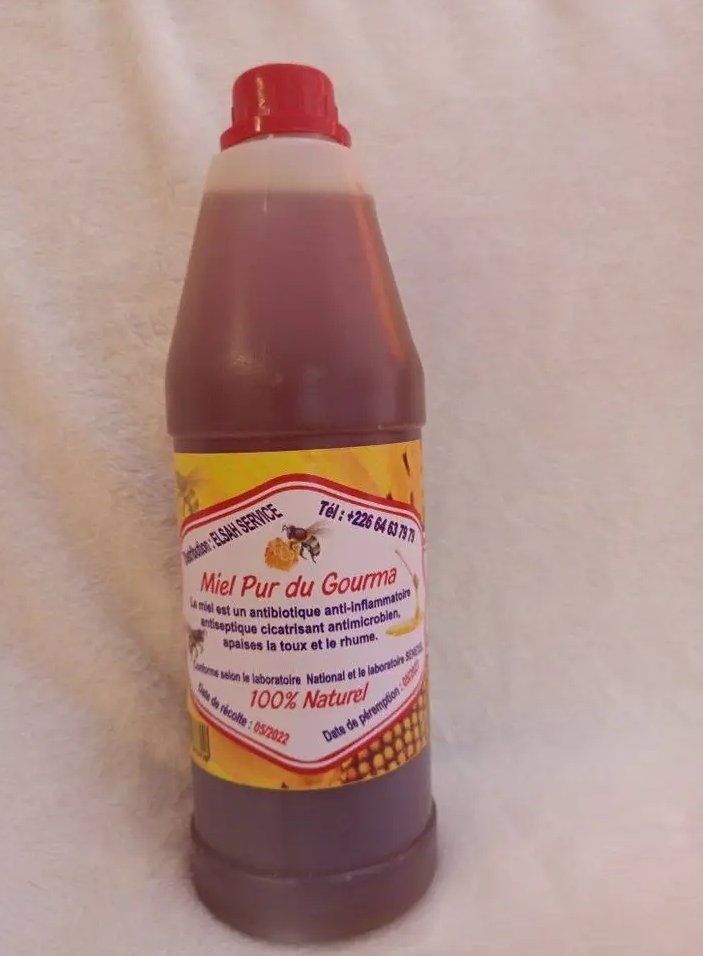 Distribution : ELSAH SERVICE
Tél : +226 64 63 79 79
Miel Pur du Gourma
Le miel est un antibiotique anti-inflammatoire
antiseptique cicatrisant antimicrobien,
apaises la toux et le rhume.
Conforme selon le laboratoire National et le laboratoire
100% Naturel
Date de récolte : 05/2022
Date de péremption :